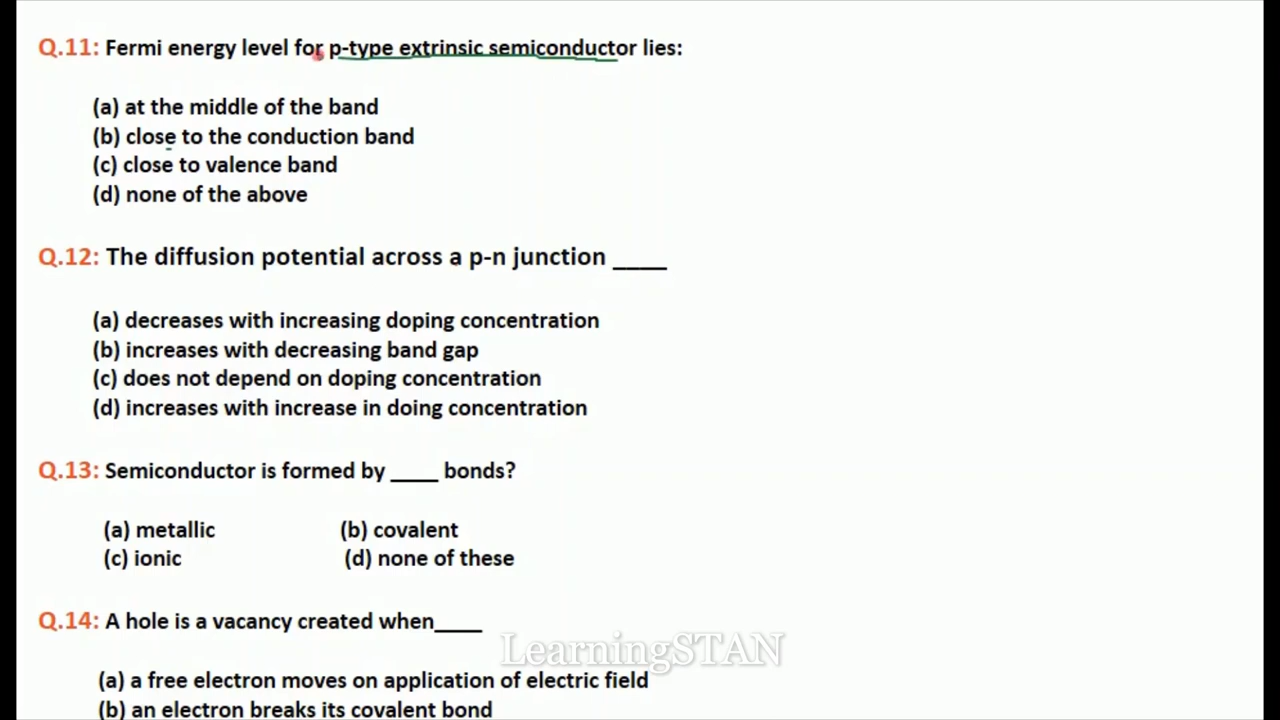 Q.11: Fermi energy level for p-type extrinsic semiconductor lies:
(a) at the middle of the band
(b) close to the conduction band
(c) close to valence band
(d) none of the above
Q.12: The diffusion potential across a p-n junction ____
(a) decreases with increasing doping concentration
(b) increases with decreasing band gap
(c) does not depend on doping concentration
(d) increases with increase in doing concentration
Q.13: Semiconductor is formed by ____ bonds?
(a) metallic (b) covalent
(c) ionic (d) none of these
Q.14: A hole is a vacancy created when____
LearningSTAN
(a) a free electron moves on application of electric field
(b) an electron breaks its covalent bond